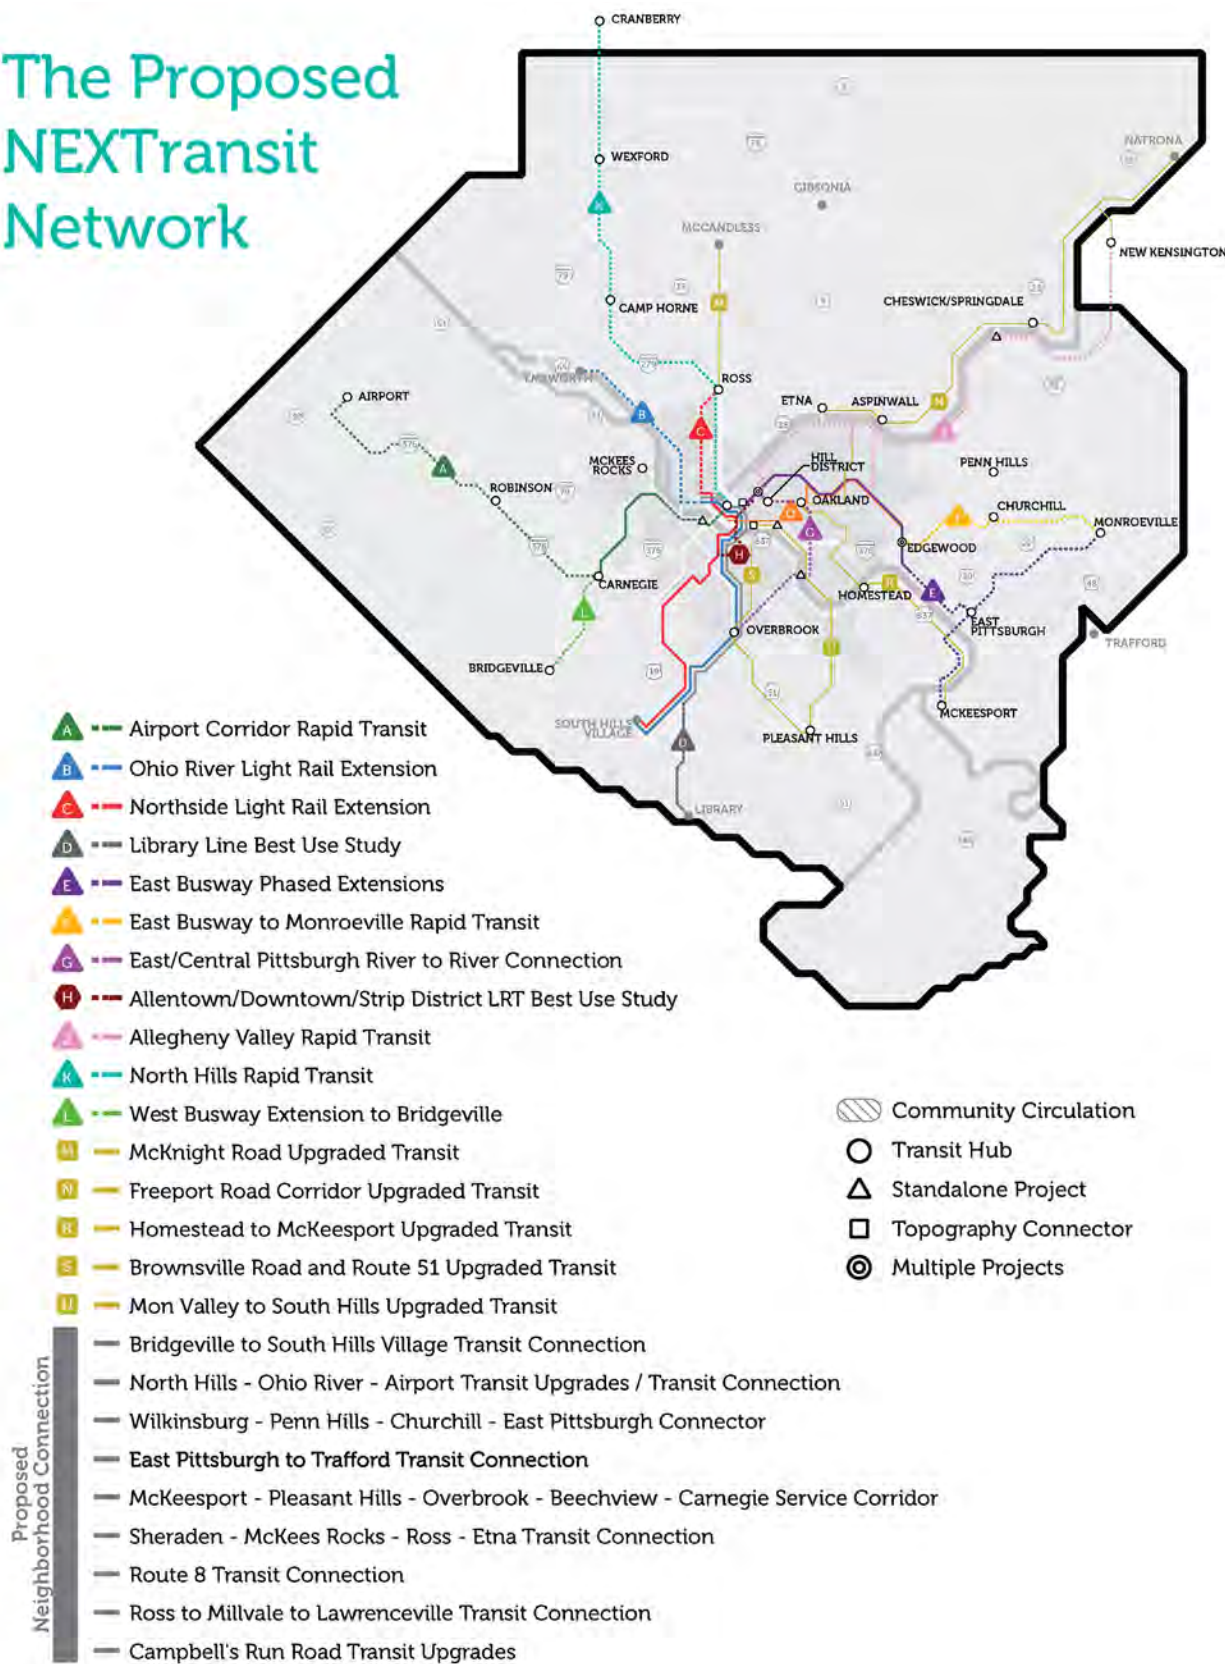 The Proposed
NEXTransit
Network
CRANBERRY
WEXFORD
K
CAMP HORNE
MCCANDLESS
GIBSONIA
NATRONA
NEW KENSINGTON
CHESWICK/SPRINGDALE
M
ROSS
ETNA
ASPINWALL
N
AIRPORT
A
ROBINSON
B
C
MCKEES
ROCKS
HILL
DISTRICT
OAKLAND
PENN HILLS
CHURCHILL
MONROEVILLE
G
H
EDGEWOOD
CARNEGIE
S
HOMESTEAD
R
E
EAST
PITTSBURGH
TRAFFORD
L
BRIDGEVILLE
OVERBROOK
U
MCKEESPORT
PLEASANT HILLS
SOUTH HILLS
VILLAGE
D
LIBRARY
A Airport Corridor Rapid Transit
B Ohio River Light Rail Extension
C Northside Light Rail Extension
D Library Line Best Use Study
E East Busway Phased Extensions
East Busway to Monroeville Rapid Transit
G East/Central Pittsburgh River to River Connection
H Allentown/Downtown/Strip District LRT Best Use Study
Allegheny Valley Rapid Transit
K North Hills Rapid Transit
L West Busway Extension to Bridgeville
M McKnight Road Upgraded Transit
N Freeport Road Corridor Upgraded Transit
R Homestead to McKeesport Upgraded Transit
S Brownsville Road and Route 51 Upgraded Transit
U Mon Valley to South Hills Upgraded Transit
Proposed
Neighborhood Connection
Bridgeville to South Hills Village Transit Connection
North Hills - Ohio River - Airport Transit Upgrades / Transit Connection
Wilkinsburg - Penn Hills - Churchill - East Pittsburgh Connector
East Pittsburgh to Trafford Transit Connection
McKeesport - Pleasant Hills - Overbrook - Beechview - Carnegie Service Corridor
Sheraden - McKees Rocks - Ross - Etna Transit Connection
Route 8 Transit Connection
Ross to Millvale to Lawrenceville Transit Connection
Campbell's Run Road Transit Upgrades
Community Circulation
Transit Hub
Standalone Project
Topography Connector
Multiple Projects